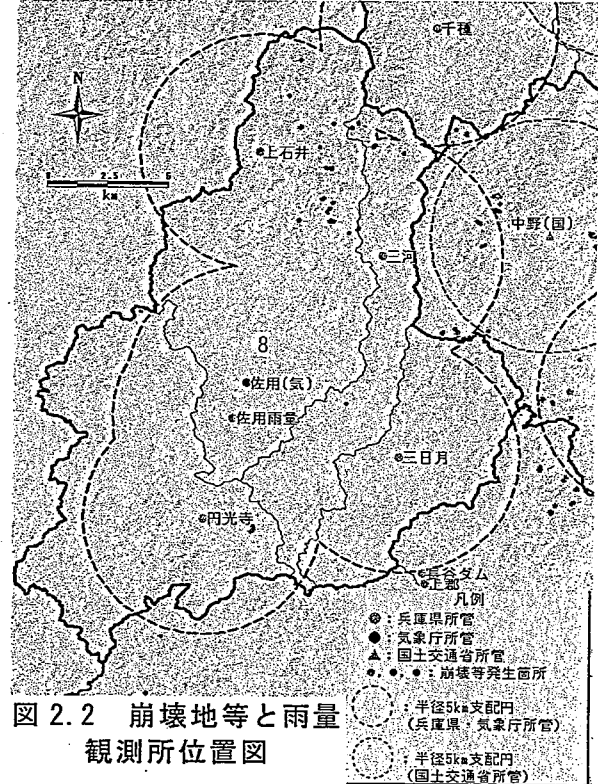 千種
N
上石井
0 2.5 5
km
中野(国)
三河
8
佐用(気)
佐用雨量
三日月
円光寺
長谷ダム
上郡
凡例
:兵庫県所管
:気象庁所管
:国土交通省所管
:崩壊等発生箇所
:半径5km支配円
(兵庫県・気象庁所管)
:半径5km支配円
(国土交通省所管)
図2.2 崩壊地等と雨量
観測所位置図